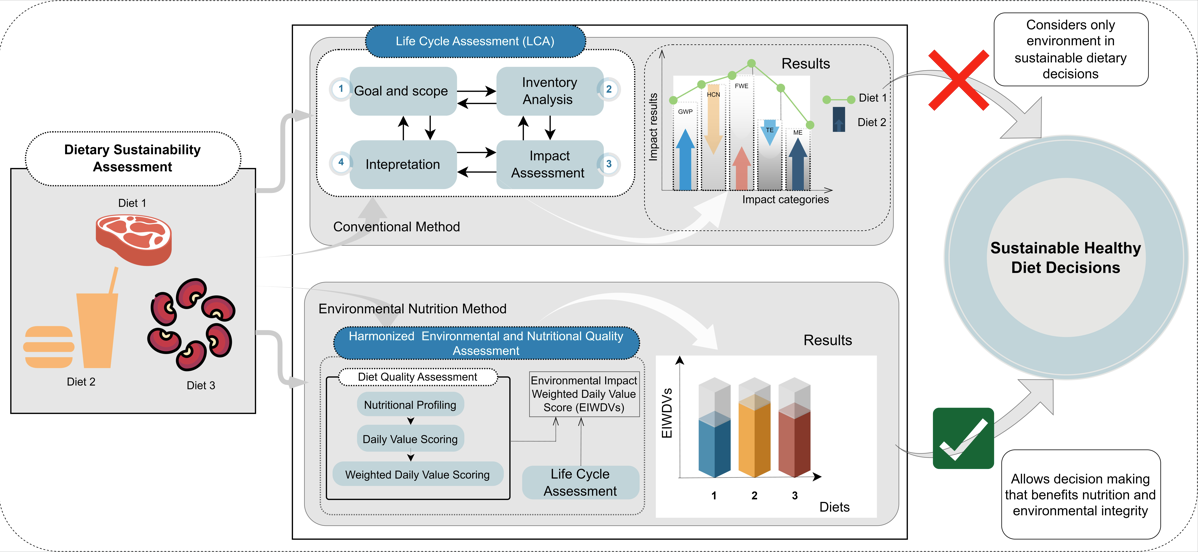 Dietary Sustainability
Assessment
Diet 1
Diet 2
Diet 3
Life Cycle Assessment (LCA)
1
Goal and scope
Inventory
Analysis
2
4
Intepretation
Impact
Assessment
3
Conventional Method
Results
Impact results
GWP
HCN
FWE
TE
ME
Impact categories
Diet 1
Diet 2
Environmental Nutrition Method
Harmonized Environmental and Nutritional Quality
Assessment
Diet Quality Assessment
Nutritional Profiling
Daily Value Scoring
Weighted Daily Value Scoring
Environmental Impact
Weighted Daily Value
Score (EIWDVs)
Life Cycle
Assessment
Results
EIWDVs
1
2
3
Diets
Considers only
environment in
sustainable dietary
decisions
Sustainable Healthy
Diet Decisions
Allows decision making
that benefits nutrition and
environmental integrity